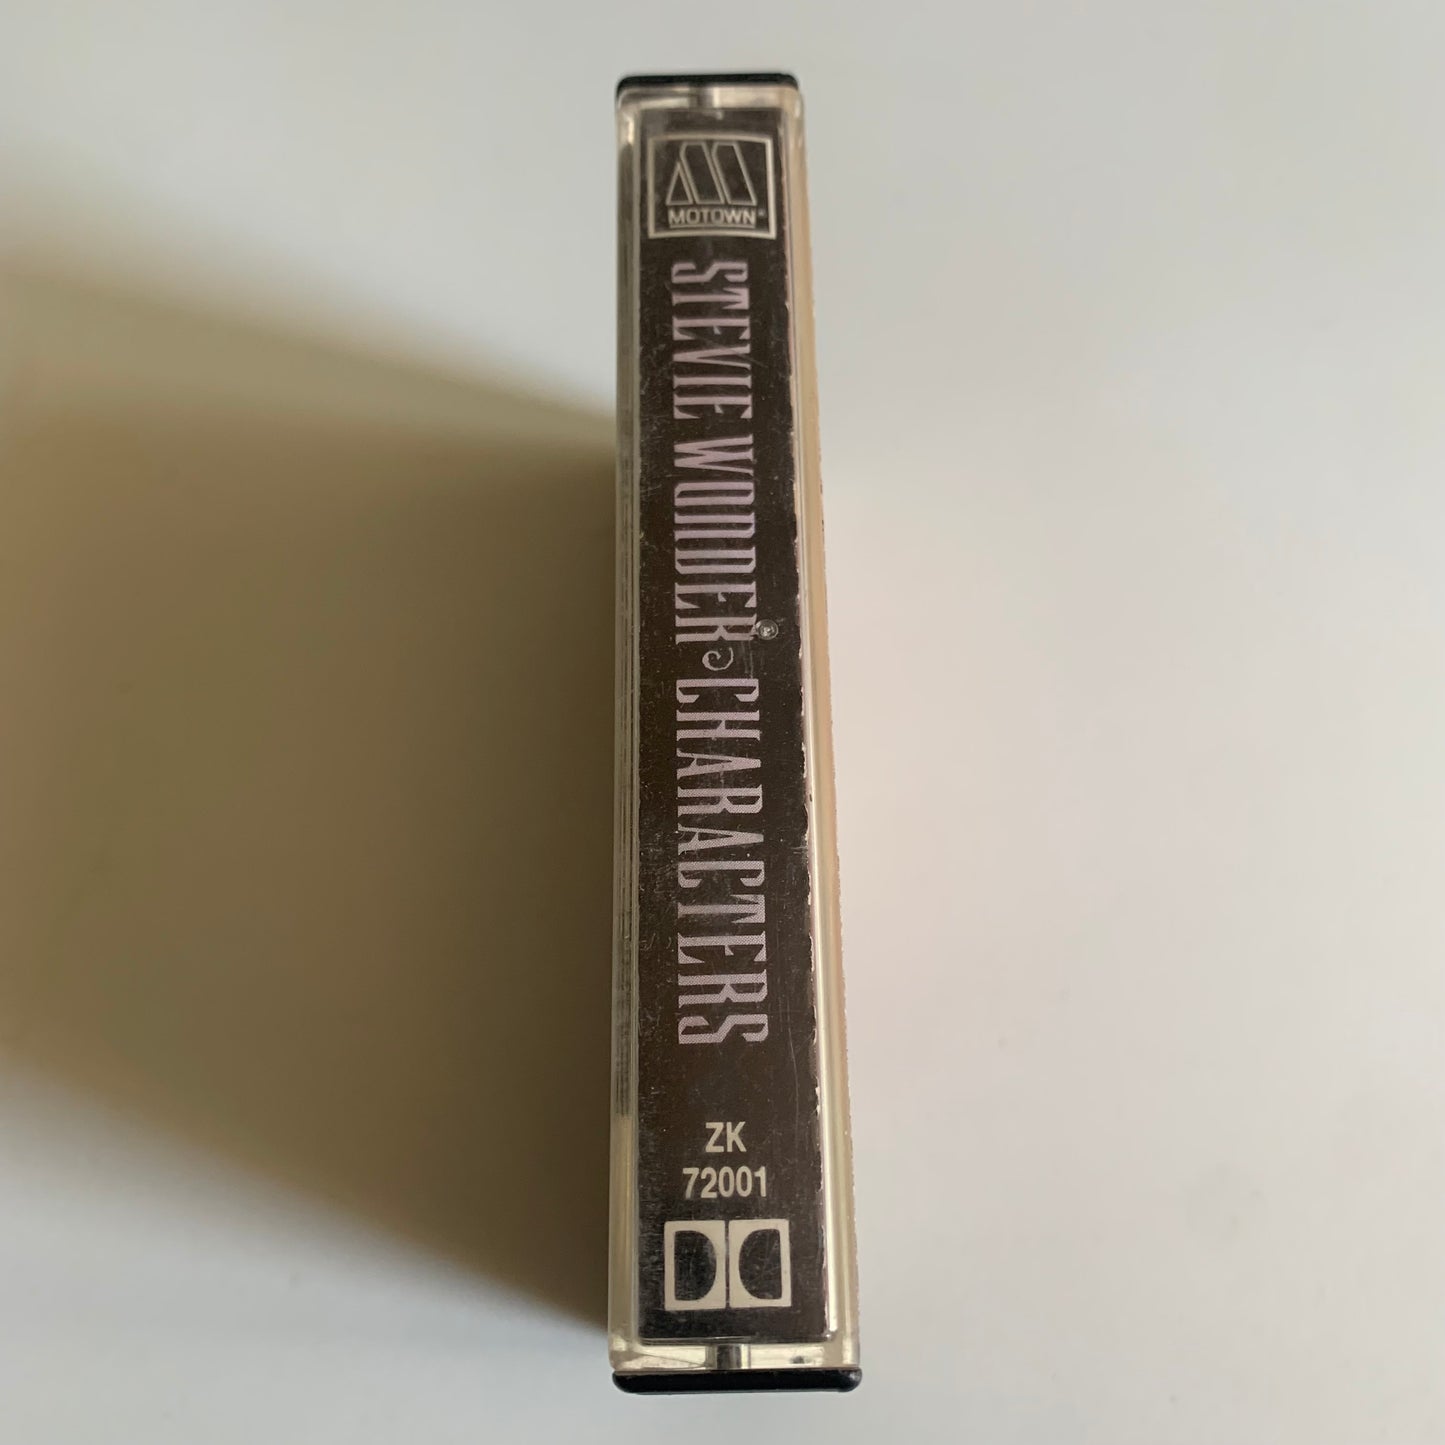 MOTOWN®
STEVIE WONDER CHARACTERS
ZK
72001